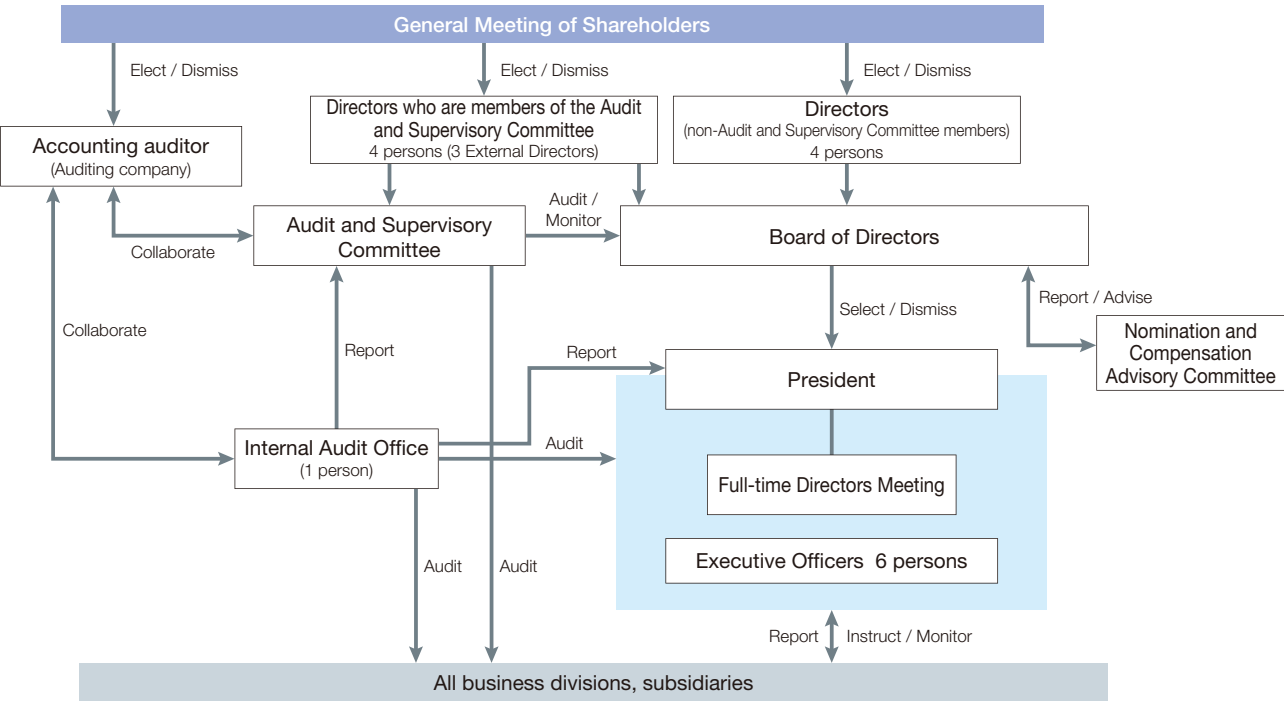 General Meeting of Shareholders
Elect / Dismiss
Elect / Dismiss
Elect / Dismiss
Accounting auditor
(Auditing company)
Directors who are members of the Audit
and Supervisory Committee
4 persons (3 External Directors)
Directors
(non-Audit and Supervisory Committee members)
4 persons
Collaborate
Audit and Supervisory
Committee
Audit /
Monitor
Board of Directors
Collaborate
Report
Select / Dismiss
Report / Advise
Nomination and
Compensation
Advisory Committee
Report
President
Internal Audit Office
(1 person)
Audit
Full-time Directors Meeting
Executive Officers 6 persons
Audit
Audit
Report
Instruct / Monitor
All business divisions, subsidiaries